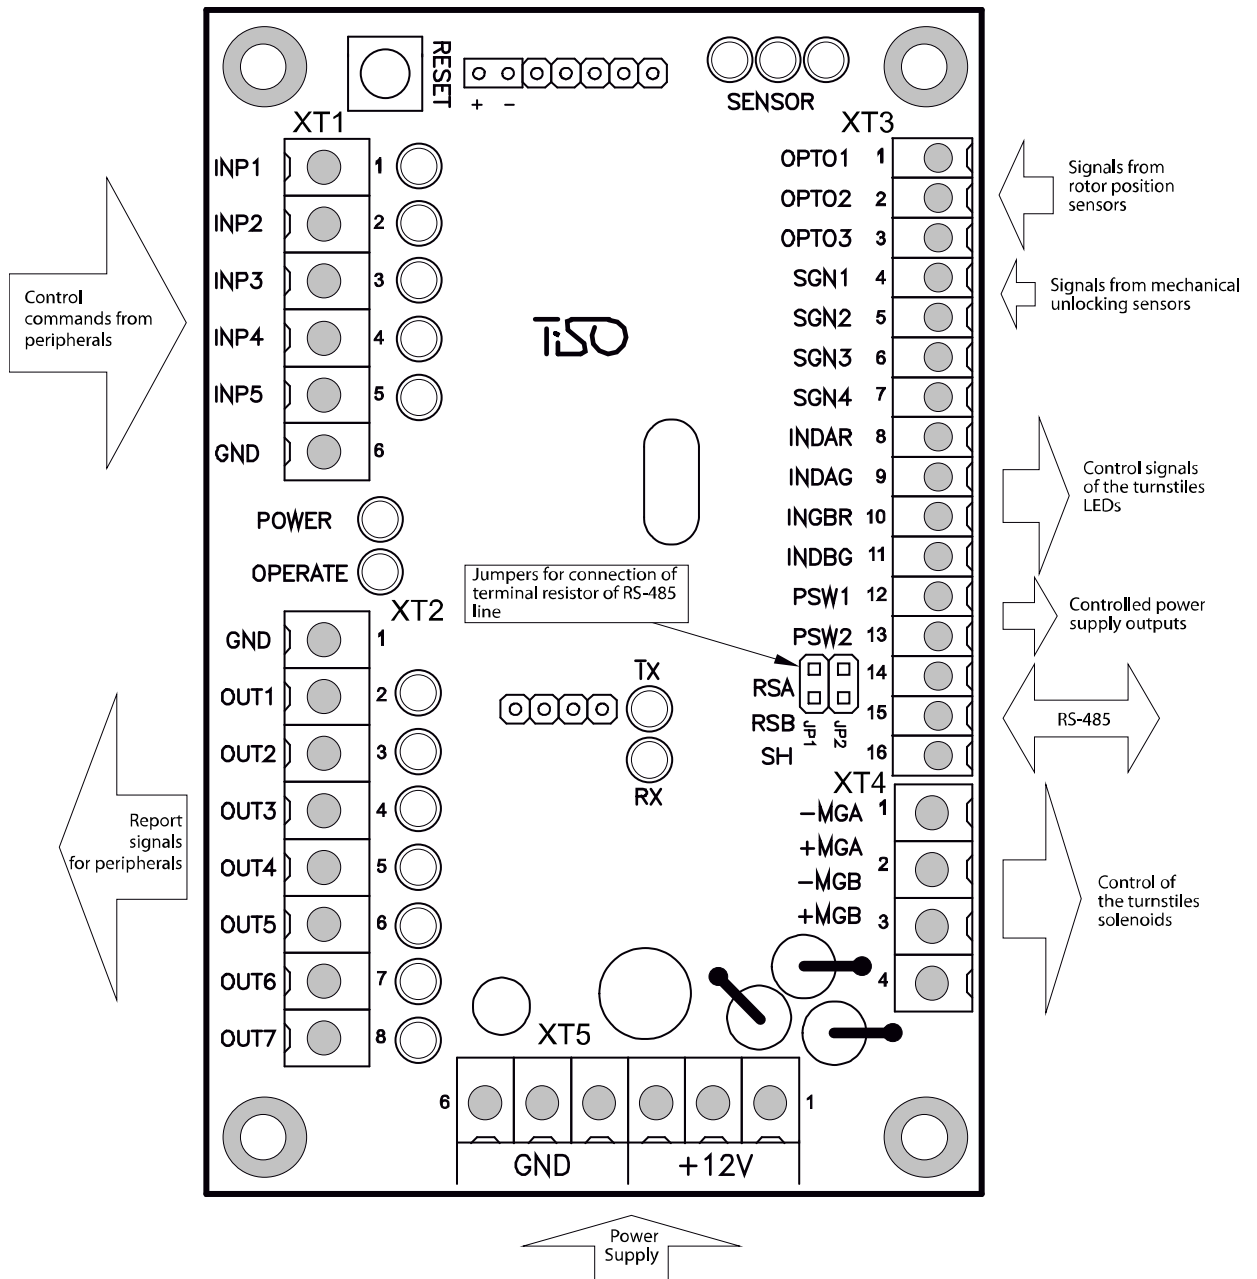 RESET
+ -
SENSOR
XT1
INP1 1
INP2 2
INP3 3
INP4 4
INP5 5
GND 6
Control
commands from
peripherals
TiSO
XT3
OPTO1 1
OPTO2 2
OPTO3 3
SGN1 4
SGN2 5
SGN3 6
SGN4 7
INDAR 8
INDAG 9
INGBR 10
INDBG 11
PSW1 12
PSW2 13
14
RSA
15
RSB
16
SH
JP1
JP2
Signals from
rotor position
sensors
Signals from mechanical
unlocking sensors
Control signals
of the turnstiles
LEDs
Controlled power
supply outputs
RS-485
POWER
OPERATE
Jumpers for connection of
terminal resistor of RS-485
line
TX
RX
XT2
GND 1
OUT1 2
OUT2 3
OUT3 4
OUT4 5
OUT5 6
OUT6 7
OUT7 8
Report
signals
for peripherals
XT4
-MGA 1
+MGA
2
-MGB
+MGB 3
4
Control of
the turnstiles
solenoids
XT5
6 1
GND +12V
Power
Supply